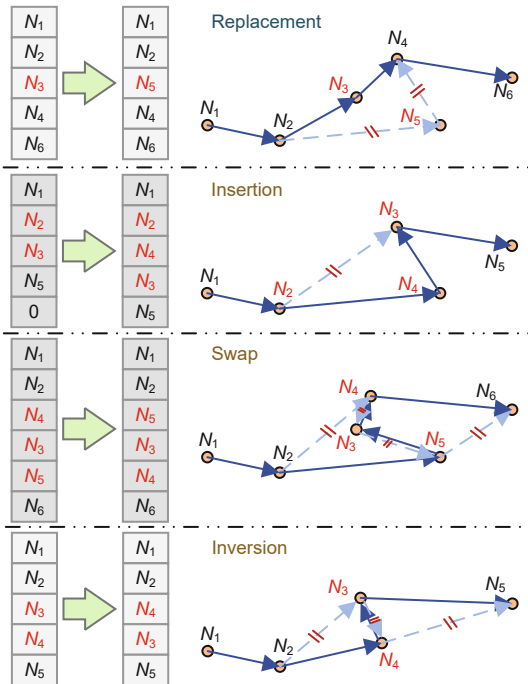 N1 N1 Replacement
N2 N2 N4
N3 N5 N3 N6
N4 N4 N1 N2 N5
N6 N6
N1 N1 Insertion
N2 N2 N3
N3 N4 N5
N5 N3 N1 N2 N4
0 N5
N1 N1 Swap
N2 N2 N4 N6
N4 N5
N3 N3 N1 N2 N3 N5
N5 N4
N6 N6
N1 N1 Inversion
N2 N2 N3 N5
N3 N4
N4 N3 N1 N2 N4
N5 N5